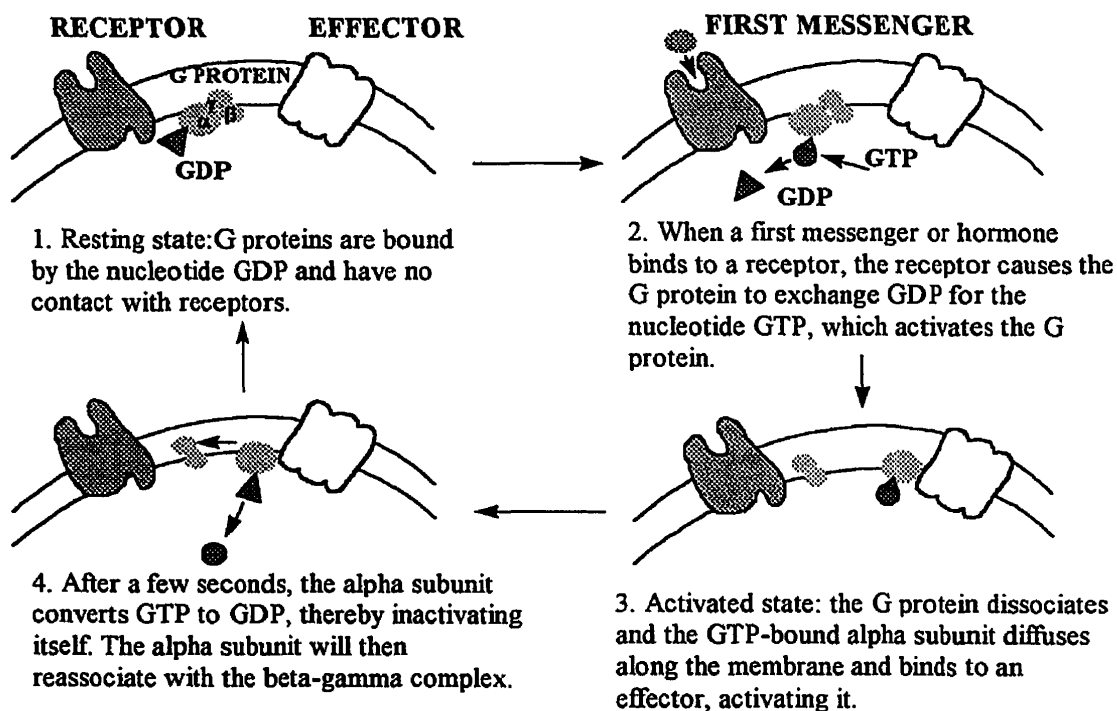 RECEPTOR EFFECTOR
G PROTEIN
γ
α β
GDP
1. Resting state:G proteins are bound
by the nucleotide GDP and have no
contact with receptors.
FIRST MESSENGER
GTP
GDP
2. When a first messenger or hormone
binds to a receptor, the receptor causes the
G protein to exchange GDP for the
nucleotide GTP, which activates the G
protein.
4. After a few seconds, the alpha subunit
converts GTP to GDP, thereby inactivating
itself. The alpha subunit will then
reassociate with the beta-gamma complex.
3. Activated state: the G protein dissociates
and the GTP-bound alpha subunit diffuses
along the membrane and binds to an
effector, activating it.